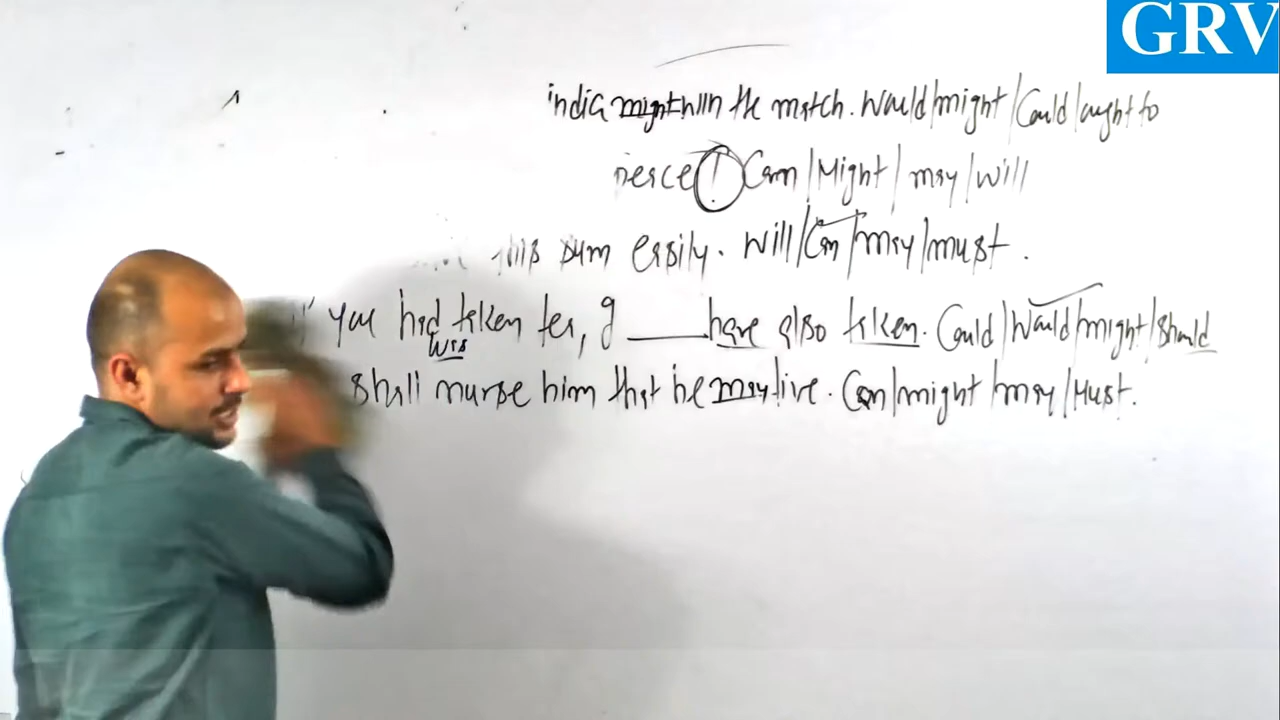 GRV
india might win the match. Would/might/Could/ought to
! Can/Might/may/will
this sum easily. Will/Can/may/must.
you had taken tea, I ____ have also taken. Could/Would/might/should
was
shall nurse him that he may live. Can/might/may/Must.